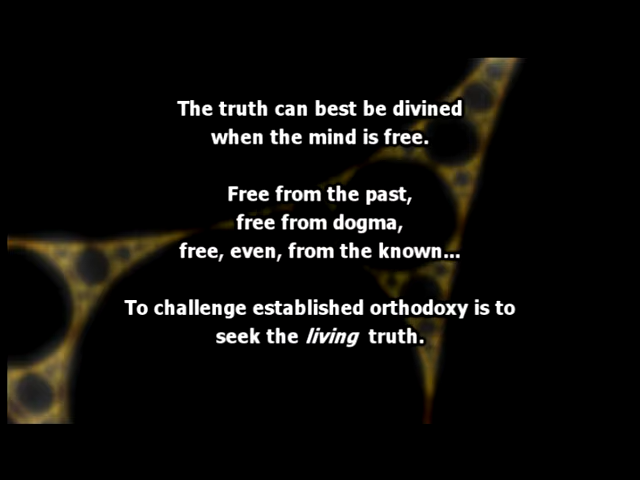 The truth can best be divined
when the mind is free.
Free from the past,
free from dogma,
free, even, from the known...
To challenge established orthodoxy is to
seek the living truth.